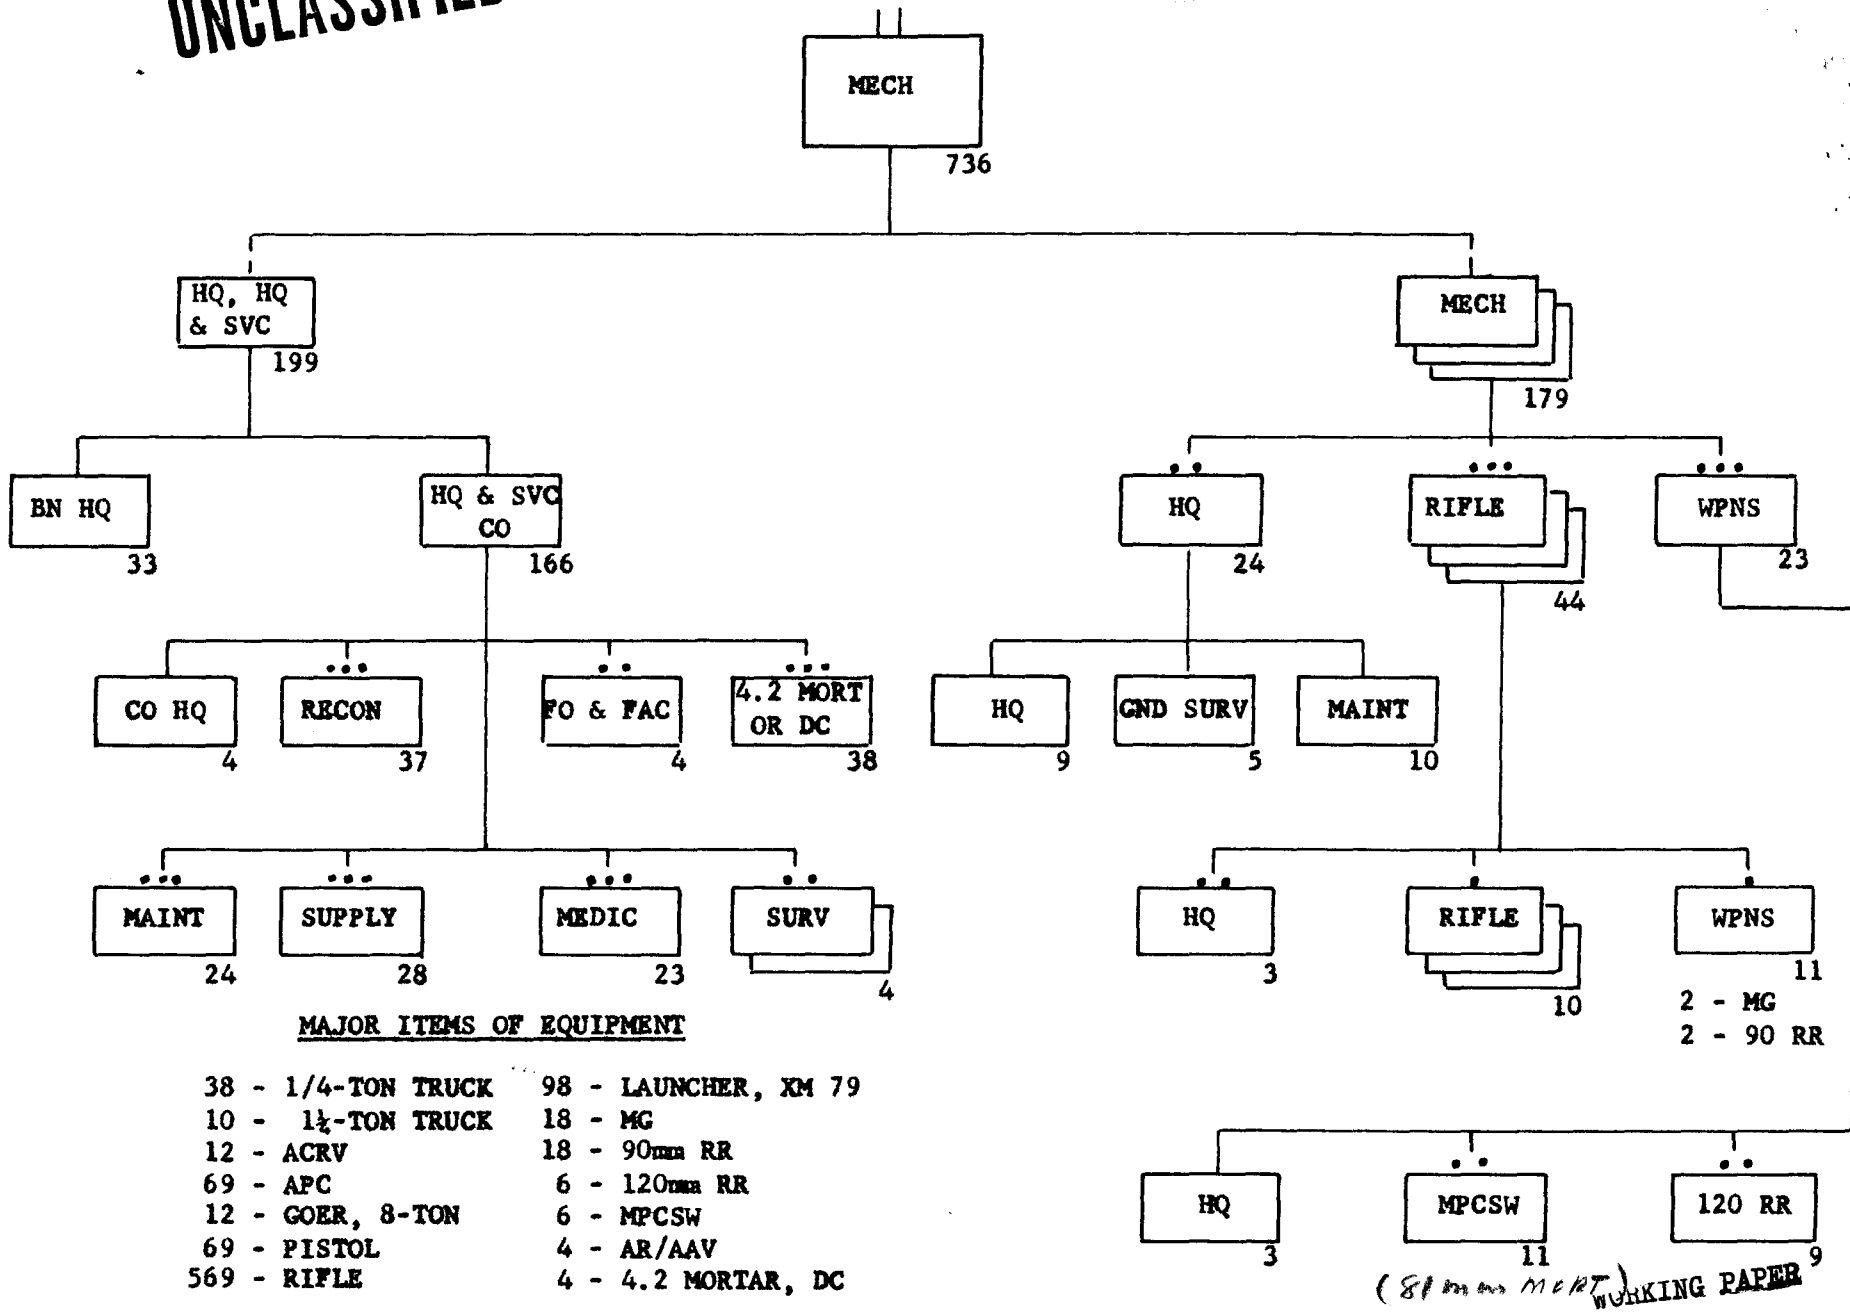 UNCLASSIFIED
MECH
736
HQ, HQ
& SVC
199
MECH
179
BN HQ
33
HQ & SVC
CO
166
HQ
24
RIFLE
44
WPNS
23
CO HQ
4
RECON
37
FO & FAC
4
4.2 MORT
OR DC
38
HQ
9
GND SURV
5
MAINT
10
MAINT
24
SUPPLY
28
MEDIC
23
SURV
4
HQ
3
RIFLE
10
WPNS
11
2 - MG
2 - 90 RR
MAJOR ITEMS OF EQUIPMENT
38 - 1/4-TON TRUCK
10 - 1¼-TON TRUCK
12 - ACRV
69 - APC
12 - GOER, 8-TON
69 - PISTOL
569 - RIFLE
98 - LAUNCHER, XM 79
18 - MG
18 - 90mm RR
6 - 120mm RR
6 - MPCSW
4 - AR/AAV
4 - 4.2 MORTAR, DC
HQ
3
MPCSW
11
120 RR
9
(81 mm MORT)
WORKING PAPER